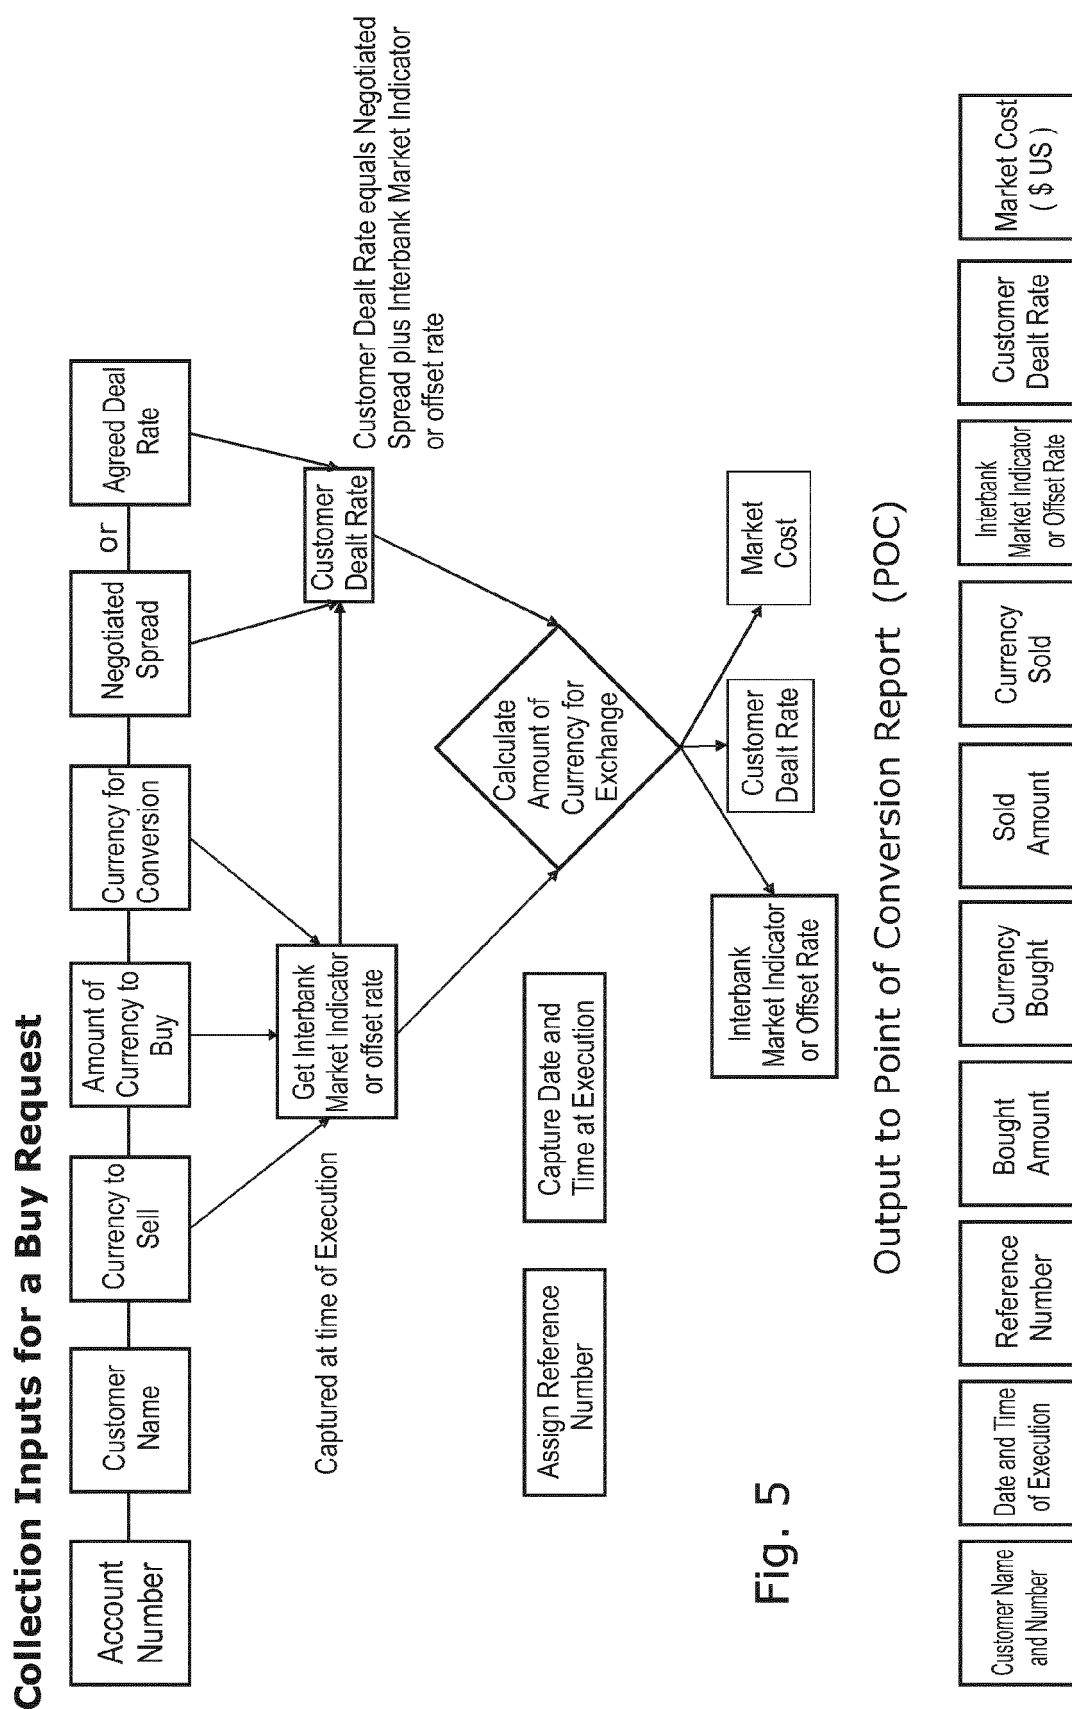 Collection Inputs for a Buy Request
Account
Number
Customer
Name
Currency to
Sell
Amount of
Currency to
Buy
Currency for
Conversion
Negotiated
Spread
or
Agreed Deal
Rate
Captured at time of Execution
Get Interbank
Market Indicator
or offset rate
Customer
Dealt Rate
Customer Dealt Rate equals Negotiated
Spread plus Interbank Market Indicator
or offset rate
Assign Reference
Number
Capture Date and
Time at Execution
Calculate
Amount of
Currency for
Exchange
Interbank
Market Indicator
or Offset Rate
Customer
Dealt Rate
Market
Cost
Fig. 5
Output to Point of Conversion Report (POC)
Customer Name
and Number
Date and Time
of Execution
Reference
Number
Bought
Amount
Currency
Bought
Sold
Amount
Currency
Sold
Interbank
Market Indicator
or Offset Rate
Customer
Dealt Rate
Market Cost
( $ US )